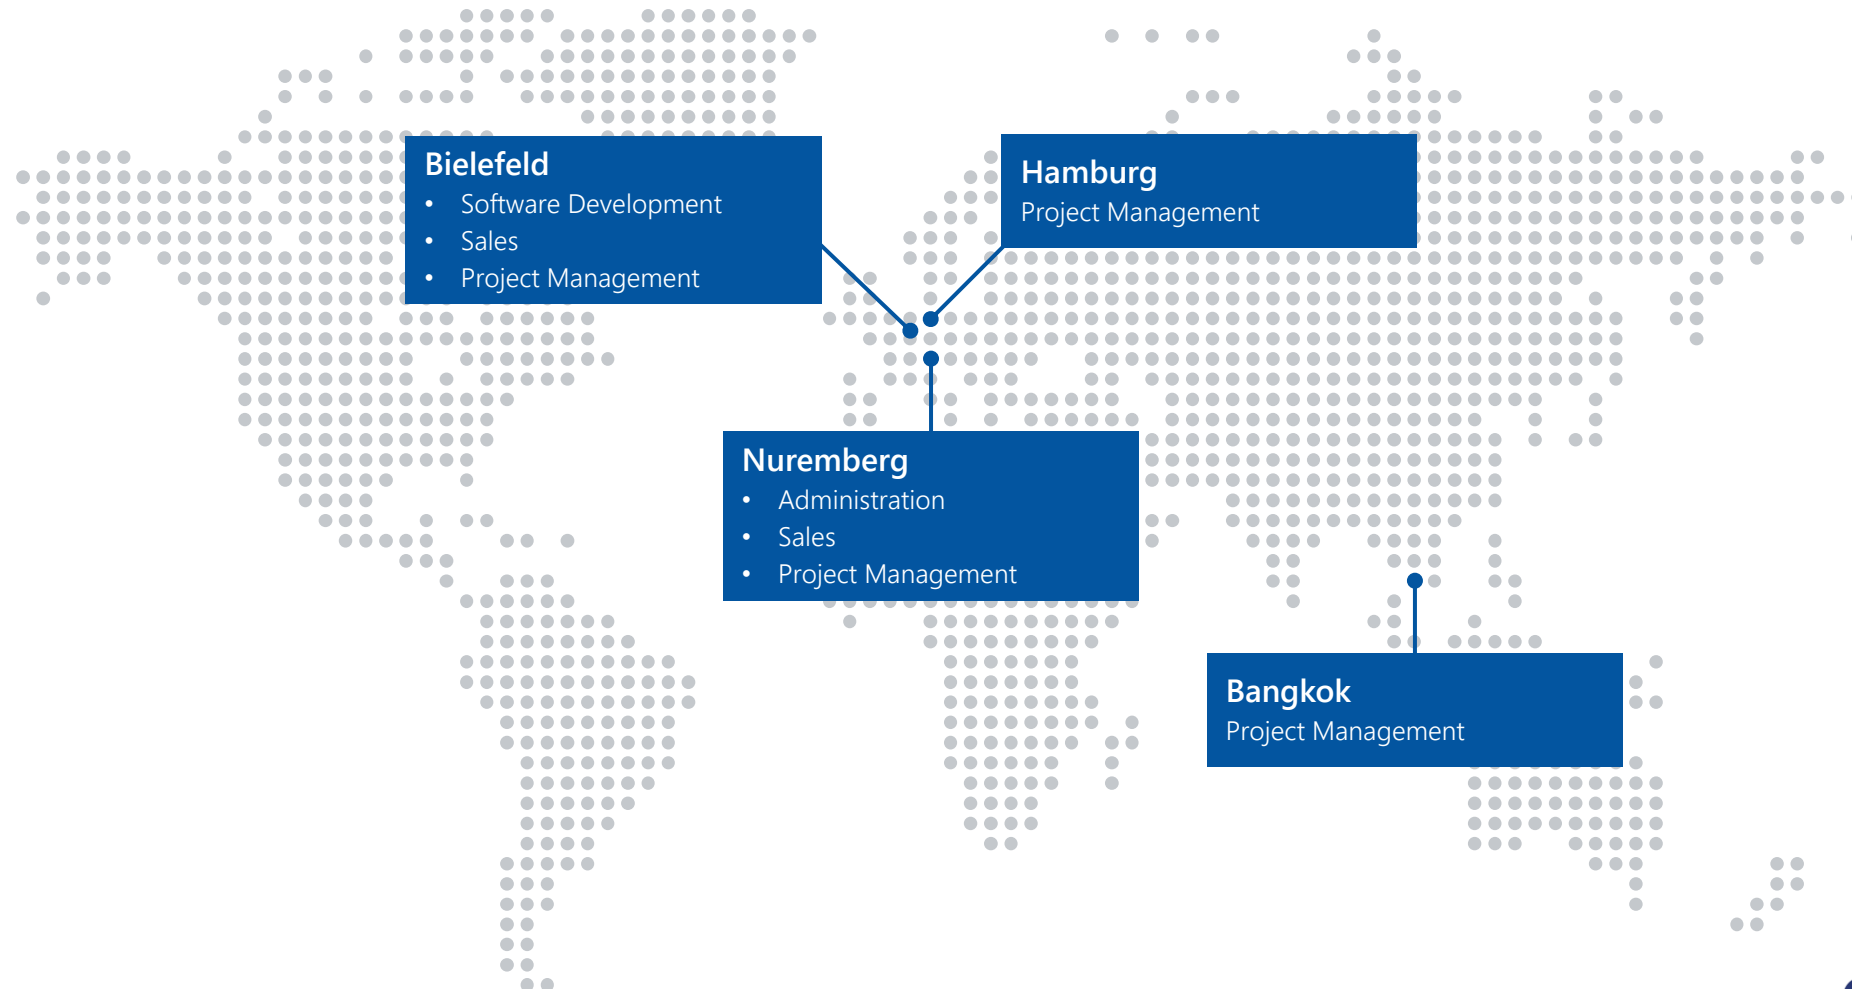 Bielefeld
• Software Development
• Sales
• Project Management
Hamburg
Project Management
Nuremberg
• Administration
• Sales
• Project Management
Bangkok
Project Management